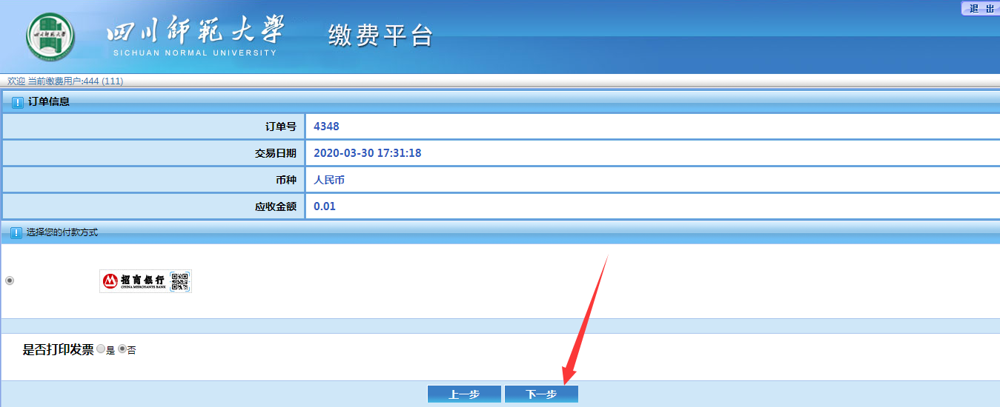 退 出
四川師範大學
SICHUAN NORMAL UNIVERSITY
缴费平台
欢迎 当前缴费用户:444 (111)
订单信息
订单号 4348
交易日期 2020-03-30 17:31:18
币种 人民币
应收金额 0.01
选择您的付款方式
招商银行
CHINA MERCHANTS BANK
是否打印发票 是 否
上一步 下一步